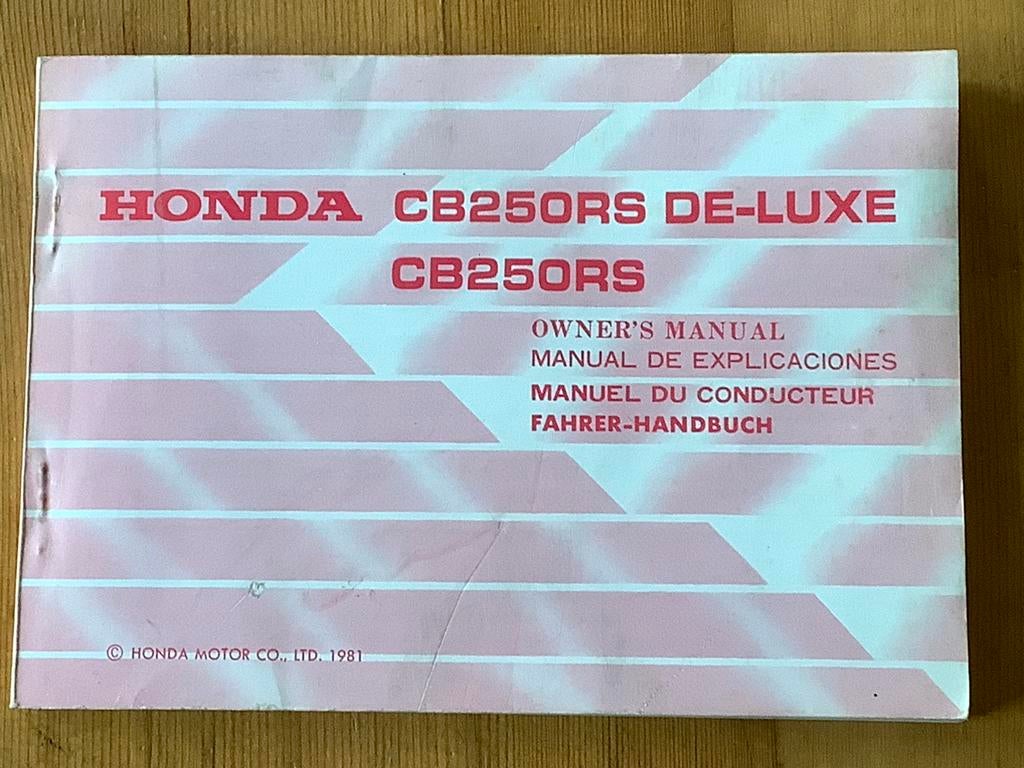 HONDA CB250RS DE-LUXE
CB250RS
OWNER'S MANUAL
MANUAL DE EXPLICACIONES
MANUEL DU CONDUCTEUR
FAHRER-HANDBUCH
© HONDA MOTOR CO., LTD. 1981